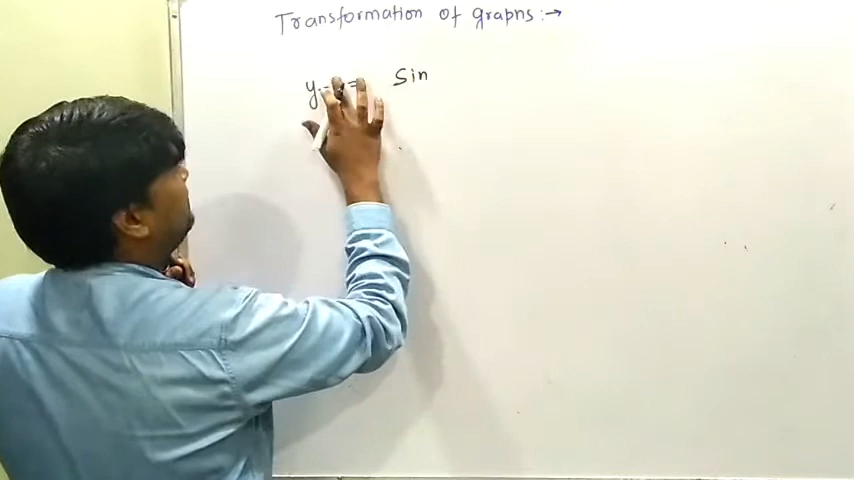 Transformation of graphs :→
y - = Sin